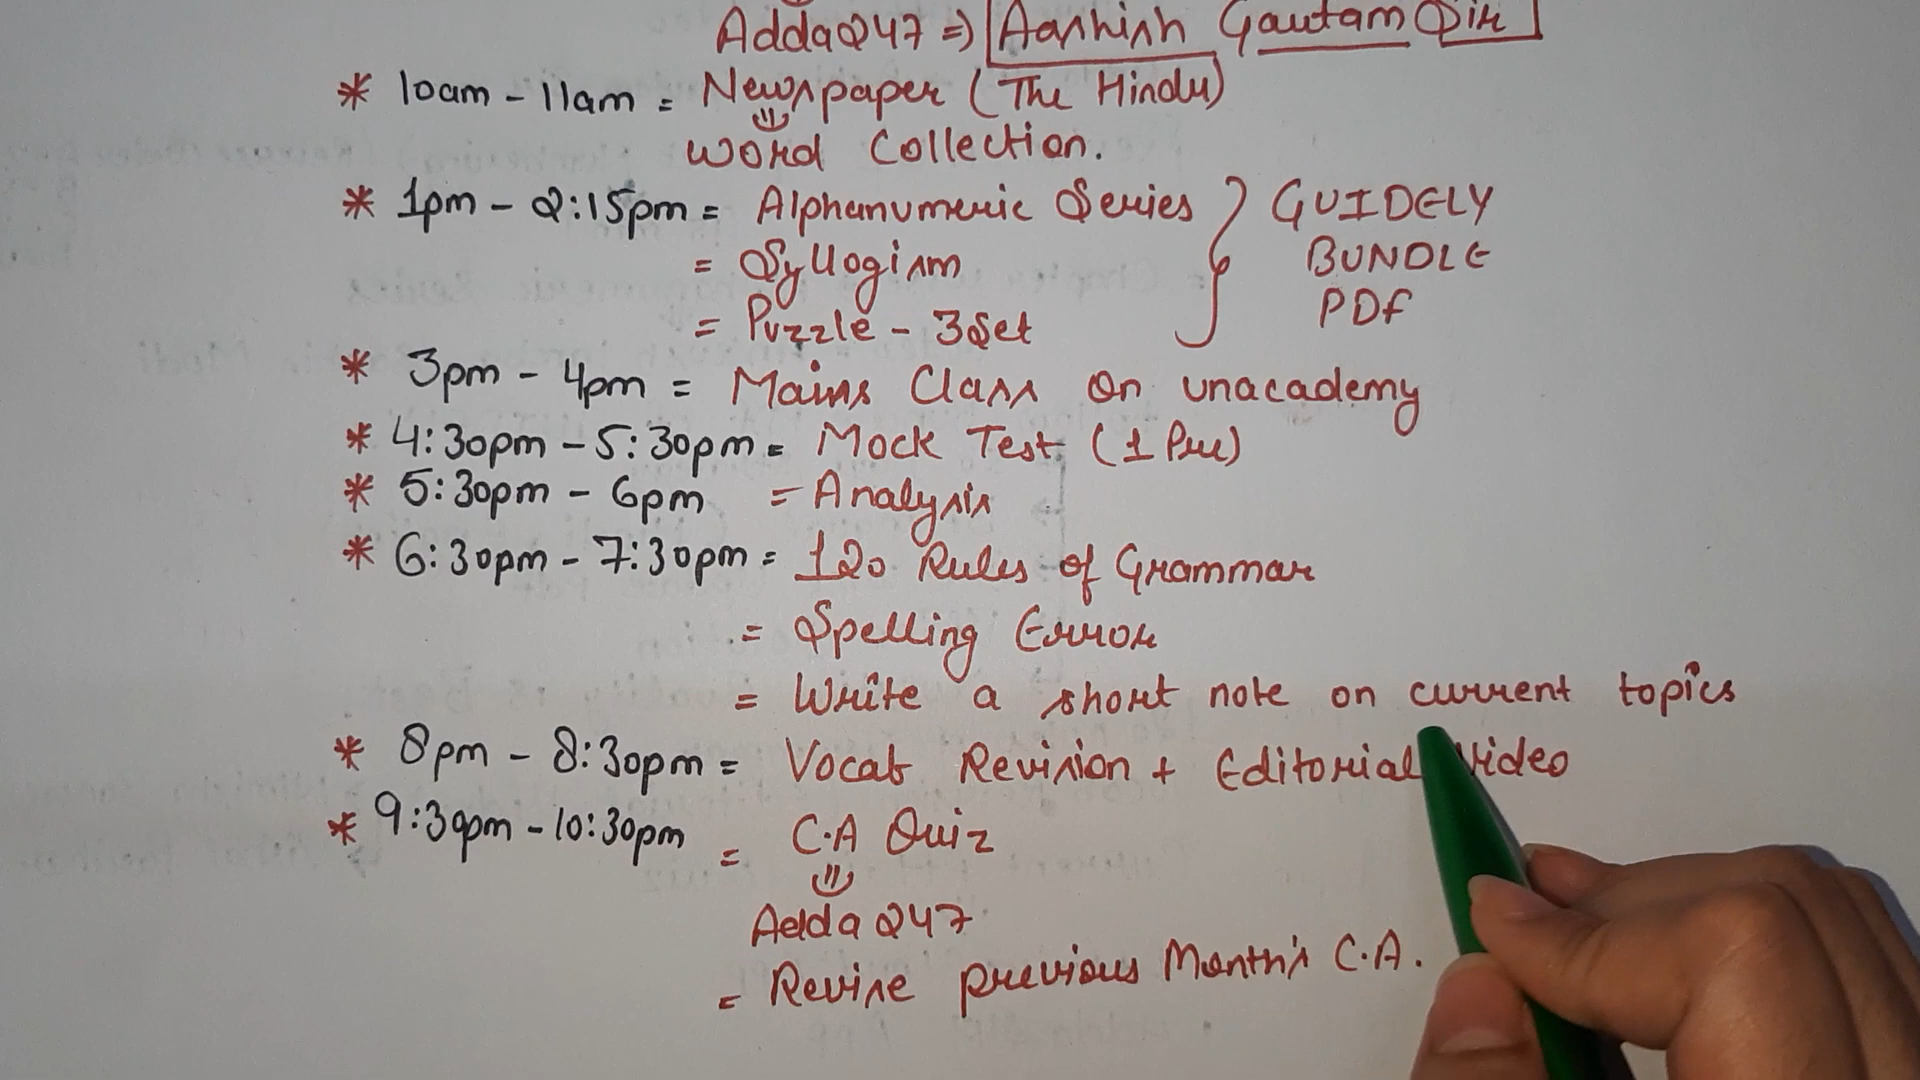 Adda247 => Aashish Gautam Sir
* 10am - 11am = Newspaper (The Hindu)
Word Collection.
* 1pm - 2:15pm = Alphanumeric Series
= Syllogism
= Puzzle - 3Set
GUIDELY
BUNDLE
PDF
* 3pm - 4pm = Mains Class on unacademy
* 4:30pm - 5:30pm = Mock Test (1 Pre)
* 5:30pm - 6pm = Analysis
* 6:30pm - 7:30pm = 120 Rules of Grammar
= Spelling Error
= Write a short note on current topics
* 8pm - 8:30pm = Vocab Revision + Editorial Video
* 9:30pm - 10:30pm = C.A Quiz
Adda 247
= Revise previous Month's C.A.